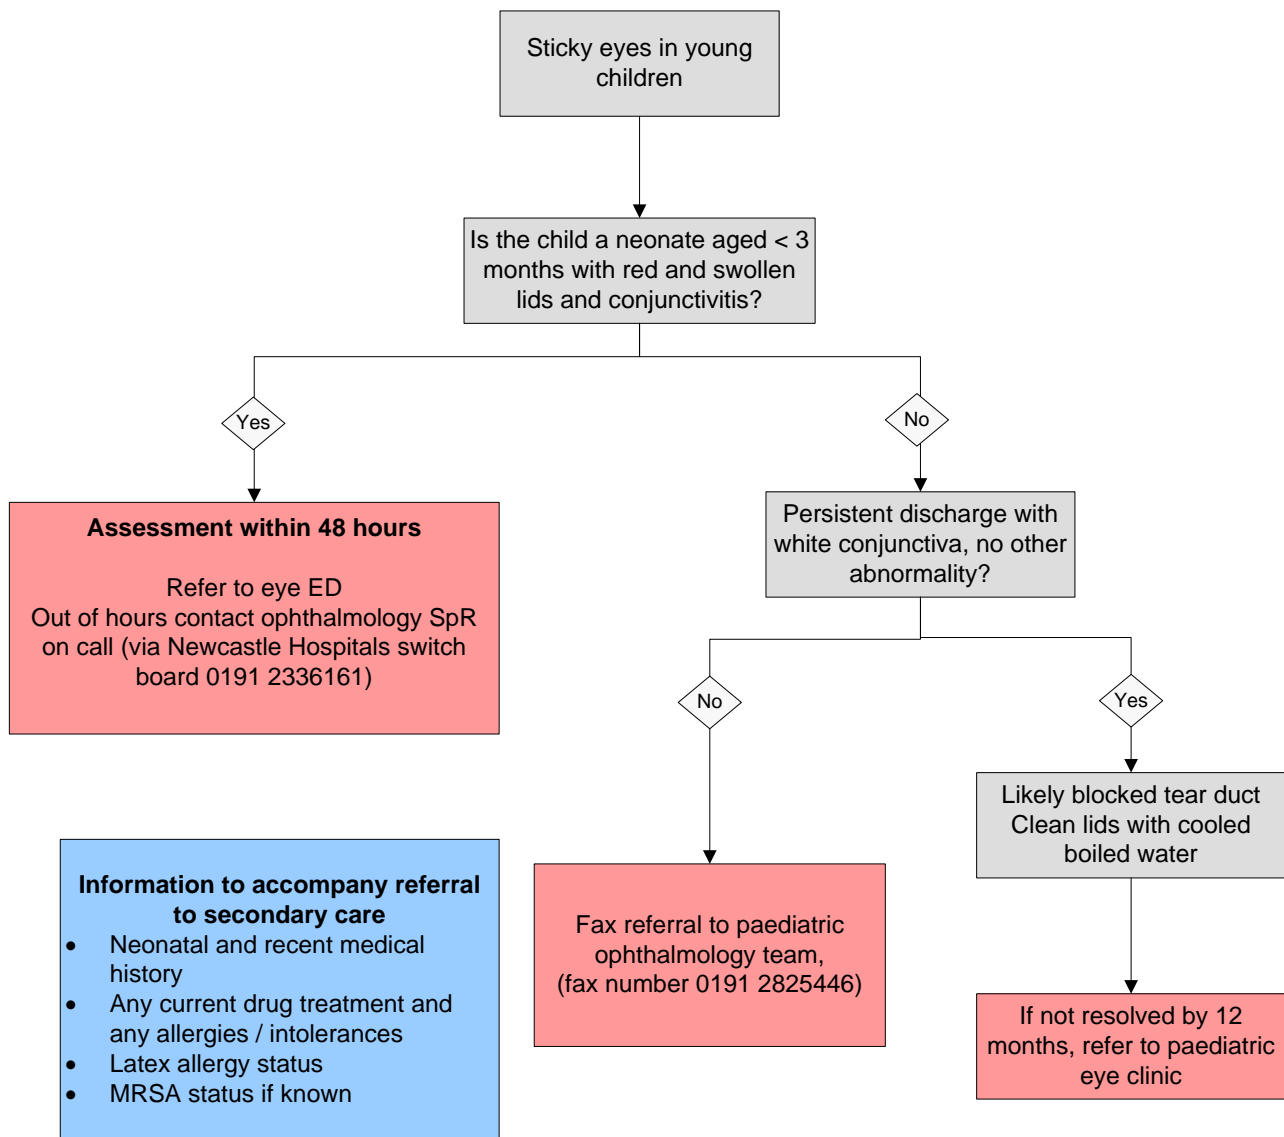 Sticky eyes in young
children
Is the child a neonate aged < 3
months with red and swollen
lids and conjunctivitis?
Yes
No
Assessment within 48 hours
Refer to eye ED
Out of hours contact ophthalmology SpR
on call (via Newcastle Hospitals switch
board 0191 2336161)
Persistent discharge with
white conjunctiva, no other
abnormality?
No
Yes
Likely blocked tear duct
Clean lids with cooled
boiled water
Information to accompany referral
to secondary care
• Neonatal and recent medical
history
• Any current drug treatment and
any allergies / intolerances
• Latex allergy status
• MRSA status if known
Fax referral to paediatric
ophthalmology team,
(fax number 0191 2825446)
If not resolved by 12
months, refer to paediatric
eye clinic